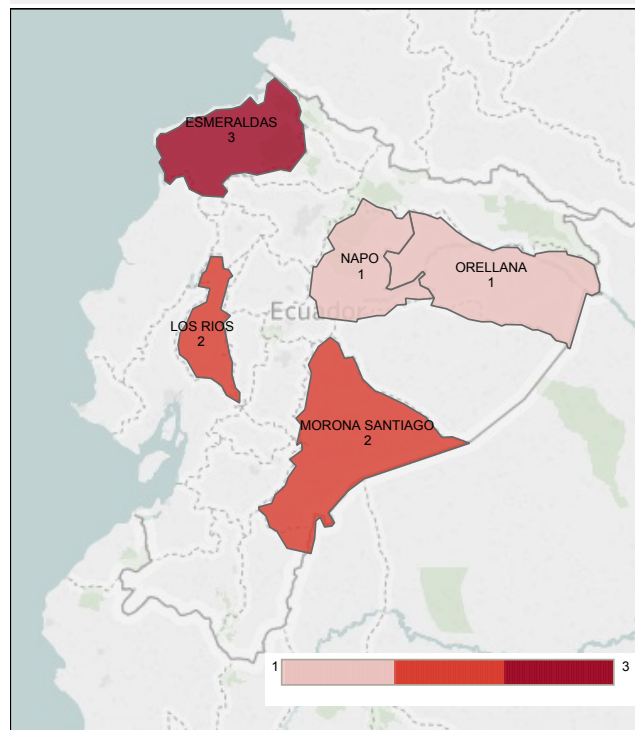 ESMERALDAS
3
NAPO
1
ORELLANA
1
Ecuador
LOS RIOS
2
MORONA SANTIAGO
2
1
3